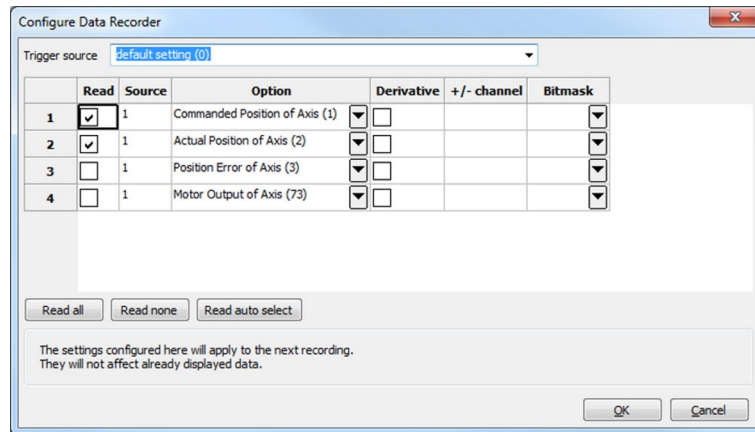 Configure Data Recorder
Trigger source default setting (0)
Read Source Option Derivative +/- channel Bitmask
1 1 Commanded Position of Axis (1)
2 1 Actual Position of Axis (2)
3 1 Position Error of Axis (3)
4 1 Motor Output of Axis (73)
Read all Read none Read auto select
The settings configured here will apply to the next recording.
They will not affect already displayed data.
OK Cancel